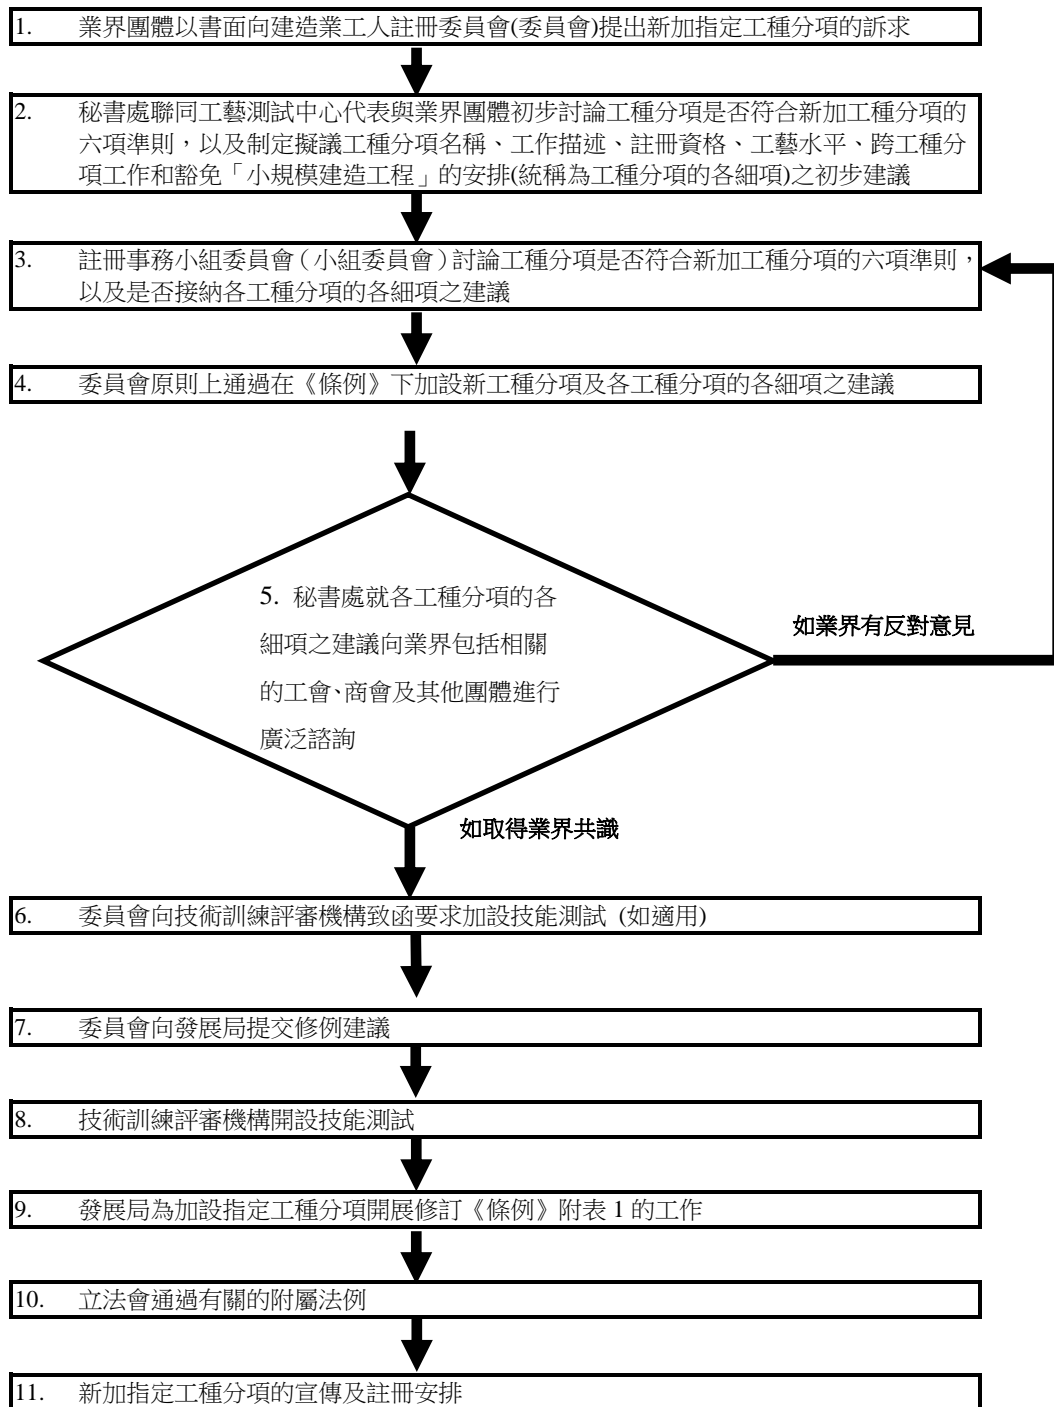 1. 業界團體以書面向建造業工人註冊委員會(委員會)提出新加指定工種分項的訴求
2. 秘書處聯同工藝測試中心代表與業界團體初步討論工種分項是否符合新加工種分項的
六項準則，以及制定擬議工種分項名稱、工作描述、註冊資格、工藝水平、跨工種分
項工作和豁免「小規模建造工程」的安排(統稱為工種分項的各細項)之初步建議
3. 註冊事務小組委員會（小組委員會）討論工種分項是否符合新加工種分項的六項準則，
以及是否接納各工種分項的各細項之建議
4. 委員會原則上通過在《條例》下加設新工種分項及各工種分項的各細項之建議
5. 秘書處就各工種分項的各
細項之建議向業界包括相關
的工會、商會及其他團體進行
廣泛諮詢
如業界有反對意見
如取得業界共識
6. 委員會向技術訓練評審機構致函要求加設技能測試 (如適用)
7. 委員會向發展局提交修例建議
8. 技術訓練評審機構開設技能測試
9. 發展局為加設指定工種分項開展修訂《條例》附表 1 的工作
10. 立法會通過有關的附屬法例
11. 新加指定工種分項的宣傳及註冊安排